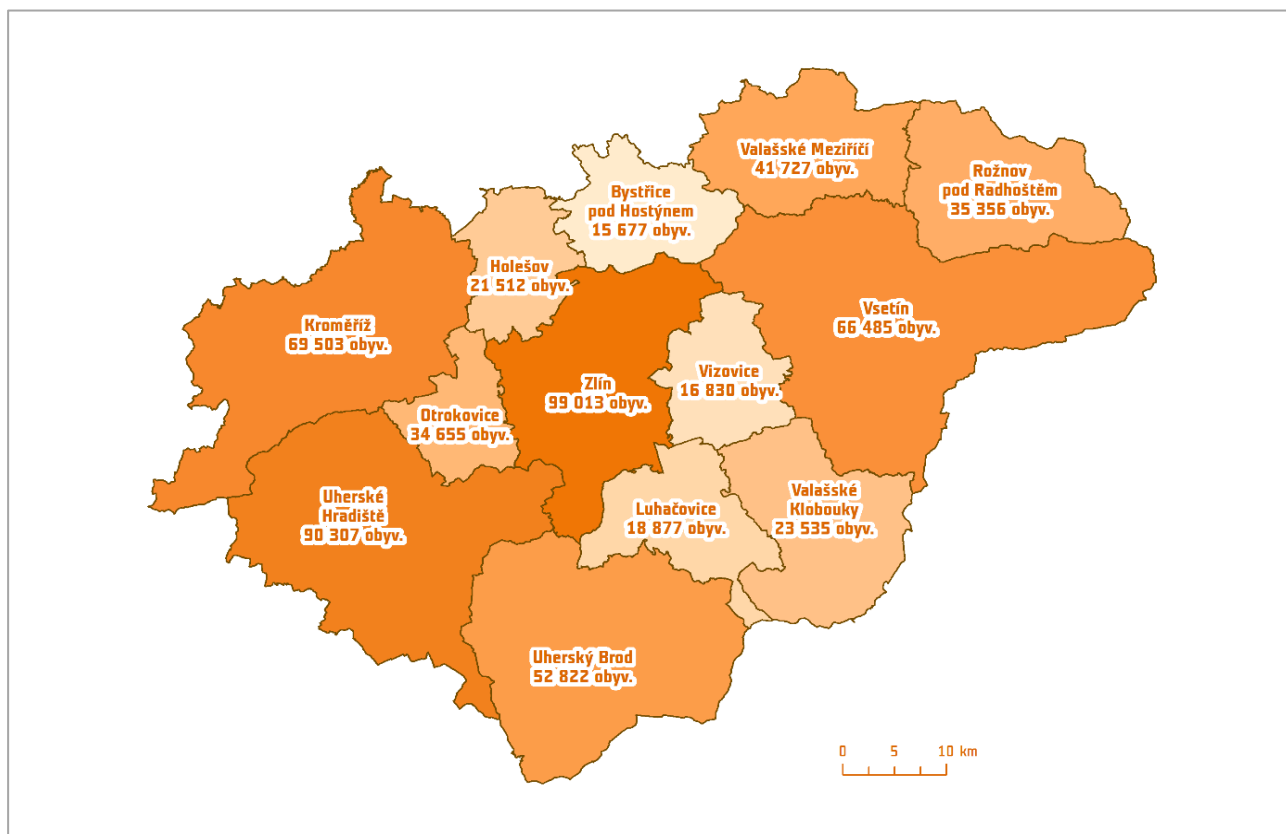 Valašské Meziříčí
41 727 obyv.
Rožnov
pod Radhoštěm
35 356 obyv.
Bystřice
pod Hostýnem
15 677 obyv.
Holešov
21 512 obyv.
Kroměříž
69 503 obyv.
Vsetín
66 485 obyv.
Zlín
99 013 obyv.
Vizovice
16 830 obyv.
Otrokovice
34 655 obyv.
Uherské
Hradiště
90 307 obyv.
Luhačovice
18 877 obyv.
Valašské
Klobouky
23 535 obyv.
Uherský Brod
52 822 obyv.
0 5 10 km